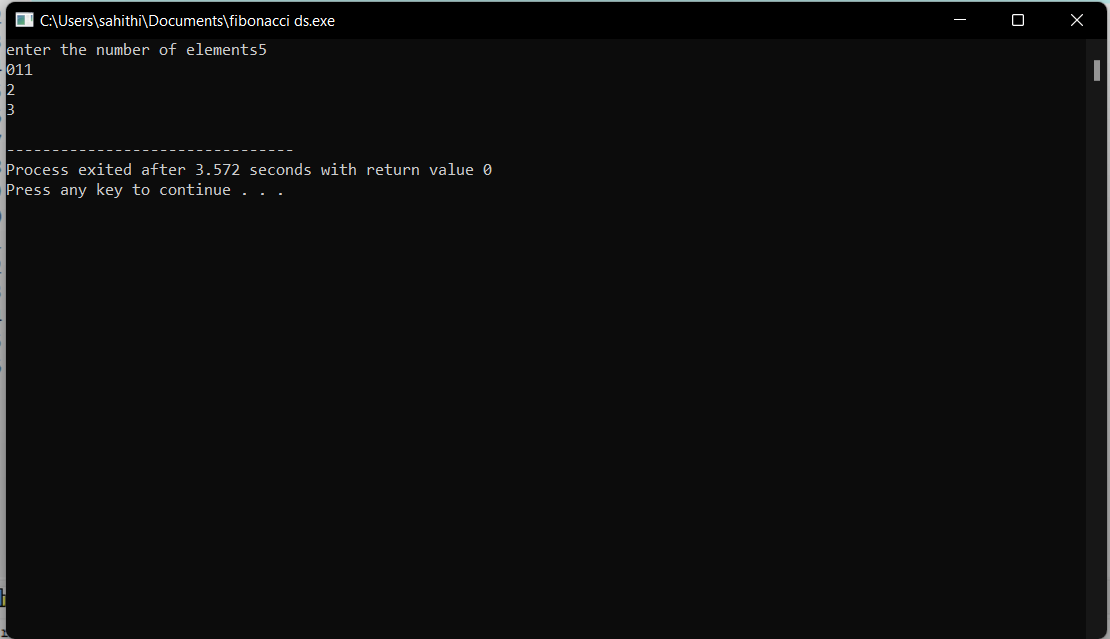 C:\Users\sahithi\Documents\fibonacci ds.exe
enter the number of elements5
011
2
3
--------------------------------
Process exited after 3.572 seconds with return value 0
Press any key to continue . . .